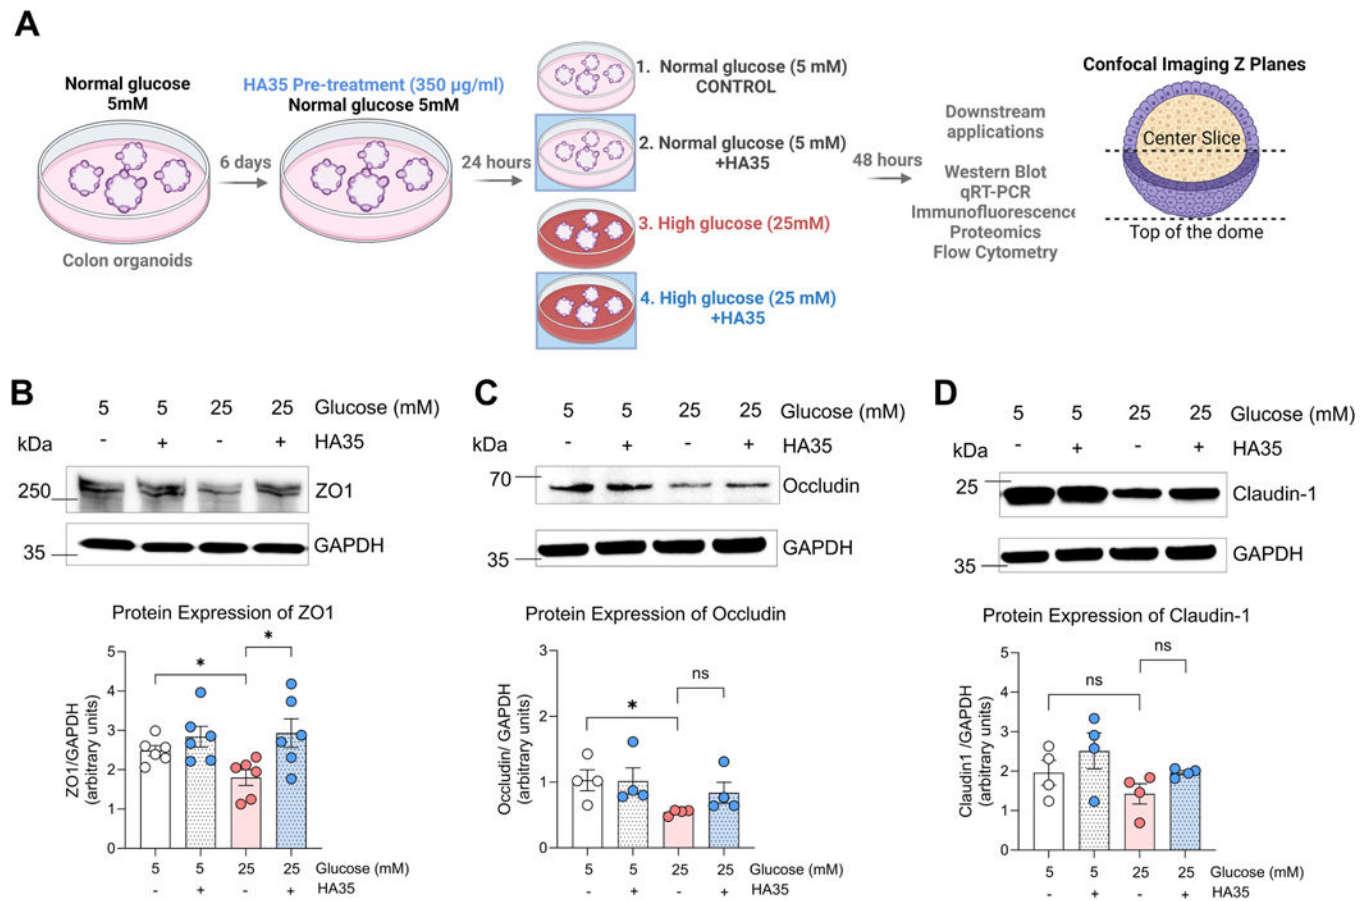 A
Normal glucose
5mM
Colon organoids
6 days
HA35 Pre-treatment (350 µg/ml)
Normal glucose 5mM
24 hours
1. Normal glucose (5 mM)
CONTROL
2. Normal glucose (5 mM)
+HA35
3. High glucose (25mM)
4. High glucose (25 mM)
+HA35
48 hours
Downstream
applications
Western Blot
qRT-PCR
Immunofluorescence
Proteomics
Flow Cytometry
Confocal Imaging Z Planes
Center Slice
Top of the dome
B
5 5 25 25 Glucose (mM)
kDa - + - + HA35
250 ZO1
35 GAPDH
Protein Expression of ZO1
ZO1/GAPDH
(arbitrary units)
5
4
3
2
1
0
*
*
5 5 25 25 Glucose (mM)
- + - + HA35
C
5 5 25 25 Glucose (mM)
kDa - + - + HA35
70 Occludin
35 GAPDH
Protein Expression of Occludin
Occludin/ GAPDH
(arbitrary units)
3
2
1
0
*
ns
5 5 25 25 Glucose (mM)
- + - + HA35
D
5 5 25 25 Glucose (mM)
kDa - + - + HA35
25 Claudin-1
35 GAPDH
Protein Expression of Claudin-1
Claudin1 /GAPDH
(arbitrary units)
5
4
3
2
1
0
ns
ns
5 5 25 25 Glucose (mM)
- + - + HA35